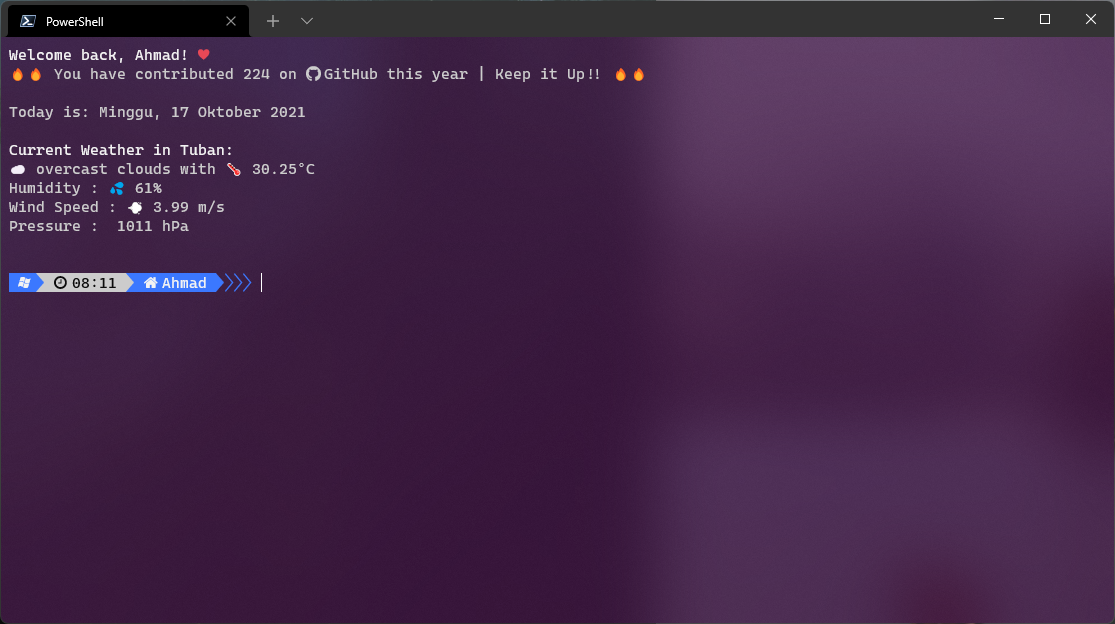 PowerShell
Welcome back, Ahmad! ❤
🔥🔥 You have contributed 224 on GitHub this year | Keep it Up!! 🔥🔥
Today is: Minggu, 17 Oktober 2021
Current Weather in Tuban:
☁ overcast clouds with 🌡 30.25°C
Humidity : 💦 61%
Wind Speed : 💨 3.99 m/s
Pressure : 1011 hPa
08:11 Ahmad